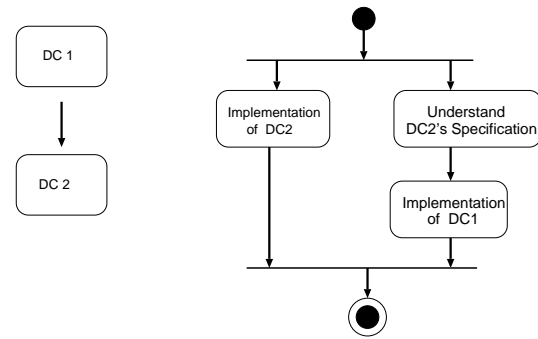 DC 1
DC 2
Implementation
of DC2
Understand
DC2's Specification
Implementation
of DC1